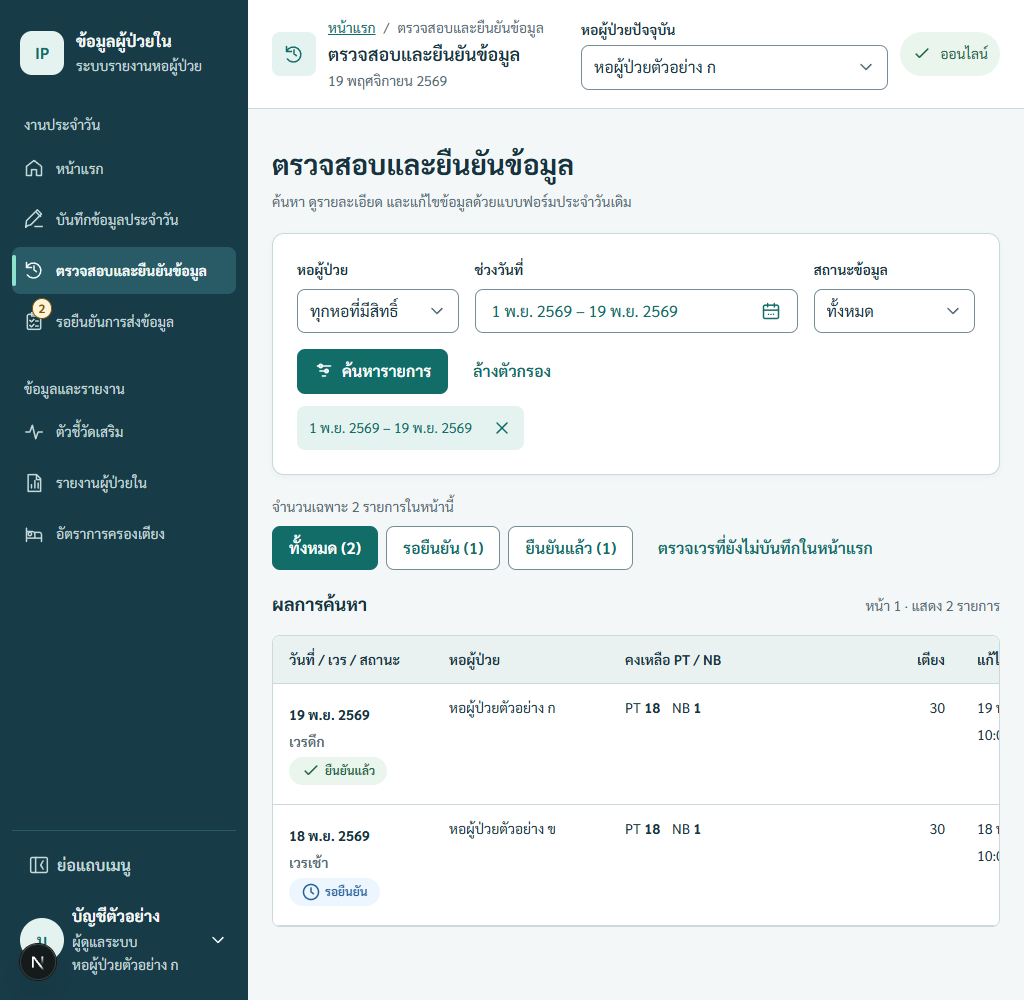 IP
ข้อมูลผู้ป่วยใน
ระบบรายงานหอผู้ป่วย
งานประจำวัน
หน้าแรก
บันทึกข้อมูลประจำวัน
ตรวจสอบและยืนยันข้อมูล
2
รอยืนยันการส่งข้อมูล
ข้อมูลและรายงาน
ตัวชี้วัดเสริม
รายงานผู้ป่วยใน
อัตราการครองเตียง
ย่อแถบเมนู
บัญชีตัวอย่าง
ผู้ดูแลระบบ
หอผู้ป่วยตัวอย่าง ก
N
หน้าแรก / ตรวจสอบและยืนยันข้อมูล
ตรวจสอบและยืนยันข้อมูล
19 พฤศจิกายน 2569
หอผู้ป่วยปัจจุบัน
หอผู้ป่วยตัวอย่าง ก
ออนไลน์
ตรวจสอบและยืนยันข้อมูล
ค้นหา ดูรายละเอียด และแก้ไขข้อมูลด้วยแบบฟอร์มประจำวันเดิม
หอผู้ป่วย ช่วงวันที่ สถานะข้อมูล
ทุกหอที่มีสิทธิ์ 1 พ.ย. 2569 – 19 พ.ย. 2569 ทั้งหมด
ค้นหารายการ ล้างตัวกรอง
1 พ.ย. 2569 – 19 พ.ย. 2569
จำนวนเฉพาะ 2 รายการในหน้านี้
ทั้งหมด (2) รอยืนยัน (1) ยืนยันแล้ว (1) ตรวจเวรที่ยังไม่บันทึกในหน้าแรก
ผลการค้นหา หน้า 1 · แสดง 2 รายการ
วันที่ / เวร / สถานะ หอผู้ป่วย คงเหลือ PT / NB เตียง
19 พ.ย. 2569 หอผู้ป่วยตัวอย่าง ก PT 18 NB 1 30 19
เวรดึก
ยืนยันแล้ว
18 พ.ย. 2569 หอผู้ป่วยตัวอย่าง ข PT 18 NB 1 30 18
เวรเช้า
รอยืนยัน